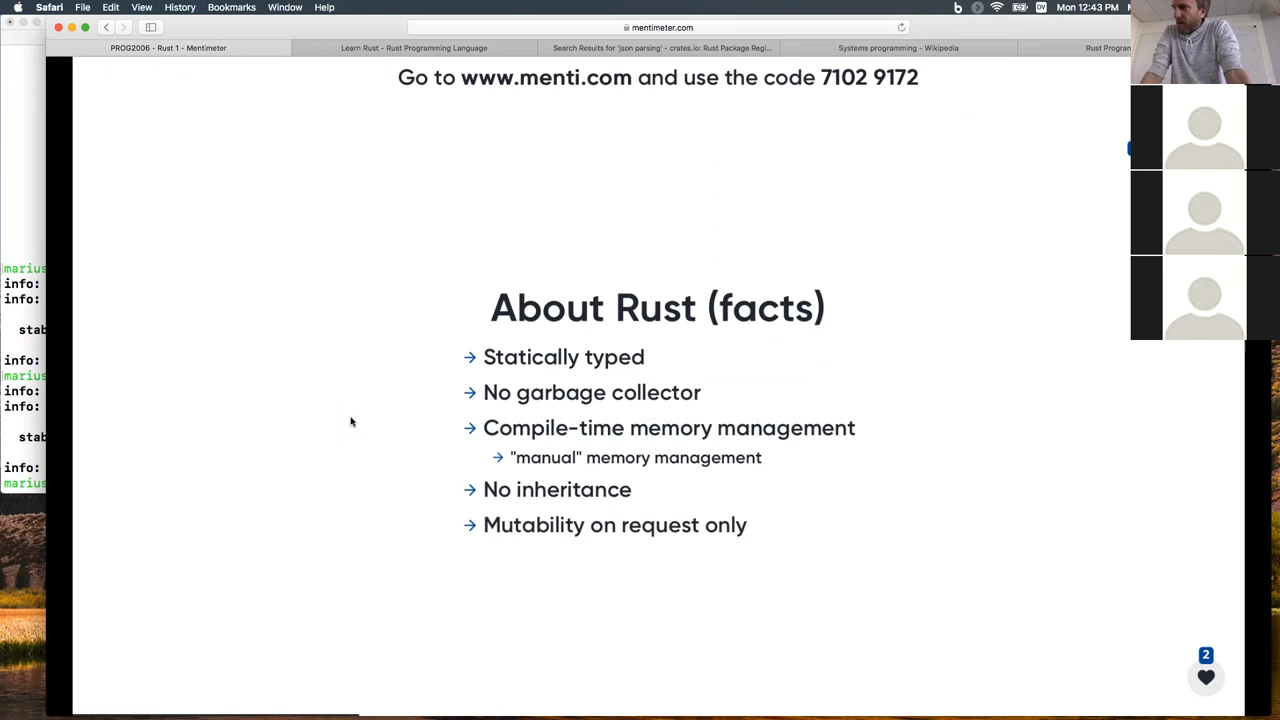 Safari File Edit View History Bookmarks Window Help
DV Mon 12:43 PM
mentimeter.com
PROG2006 - Rust 1 - Mentimeter
Learn Rust - Rust Programming Language
Search Results for 'json parsing' - crates.io: Rust Package Regi...
Systems programming - Wikipedia
Rust Program
Go to www.menti.com and use the code 7102 9172
About Rust (facts)
→ Statically typed
→ No garbage collector
→ Compile-time memory management
→ "manual" memory management
→ No inheritance
→ Mutability on request only
2
marius
info:
info:
stab
info:
marius
info:
info:
stab
info:
marius